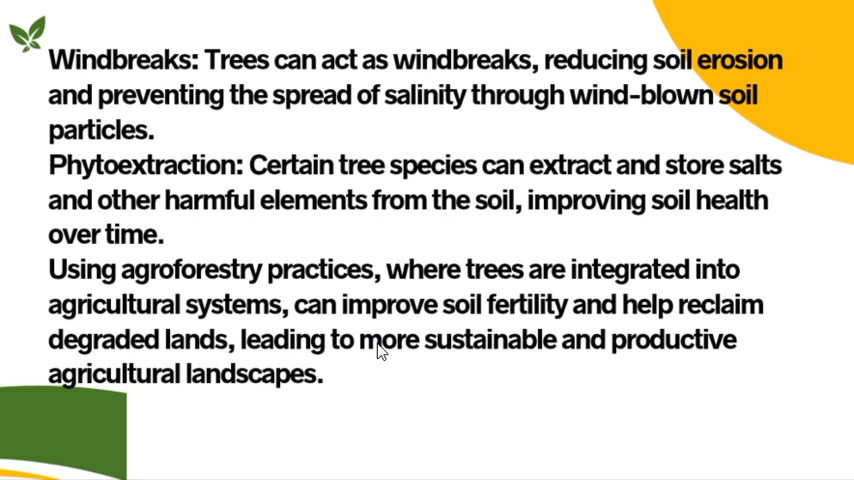 Windbreaks: Trees can act as windbreaks, reducing soil erosion
and preventing the spread of salinity through wind-blown soil
particles.
Phytoextraction: Certain tree species can extract and store salts
and other harmful elements from the soil, improving soil health
over time.
Using agroforestry practices, where trees are integrated into
agricultural systems, can improve soil fertility and help reclaim
degraded lands, leading to more sustainable and productive
agricultural landscapes.